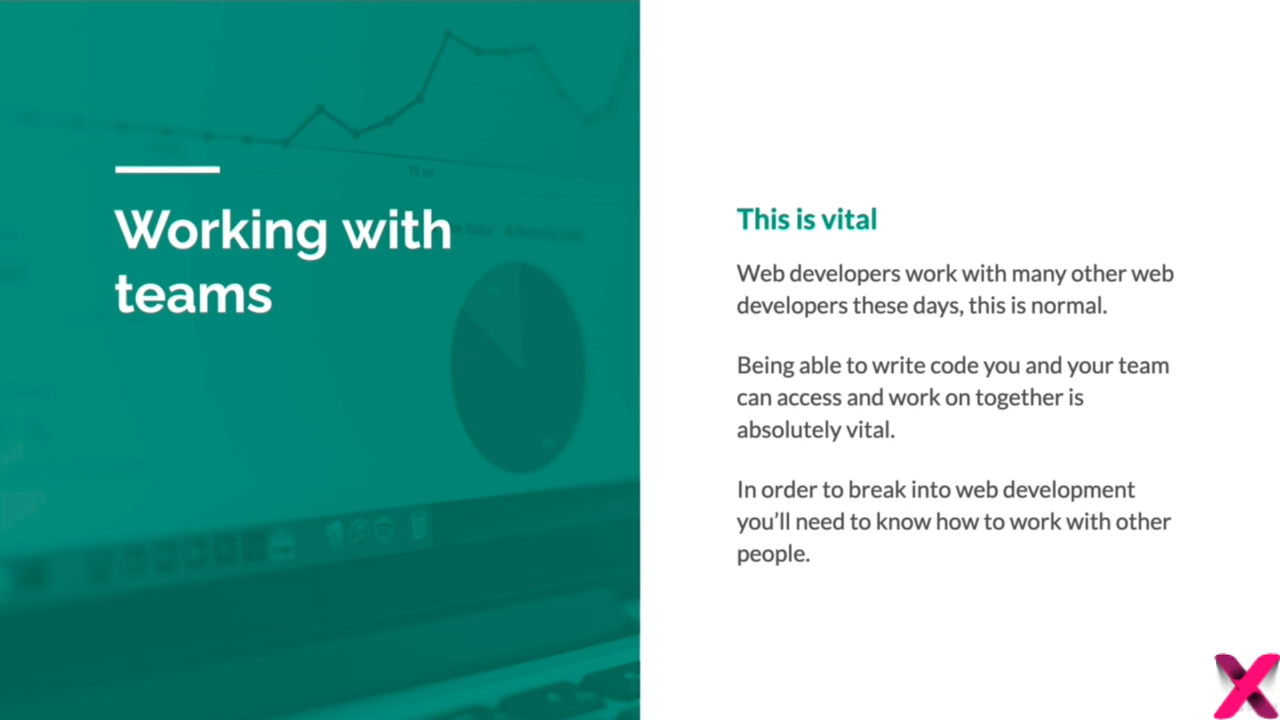 Working with
teams
This is vital
Web developers work with many other web
developers these days, this is normal.
Being able to write code you and your team
can access and work on together is
absolutely vital.
In order to break into web development
you’ll need to know how to work with other
people.